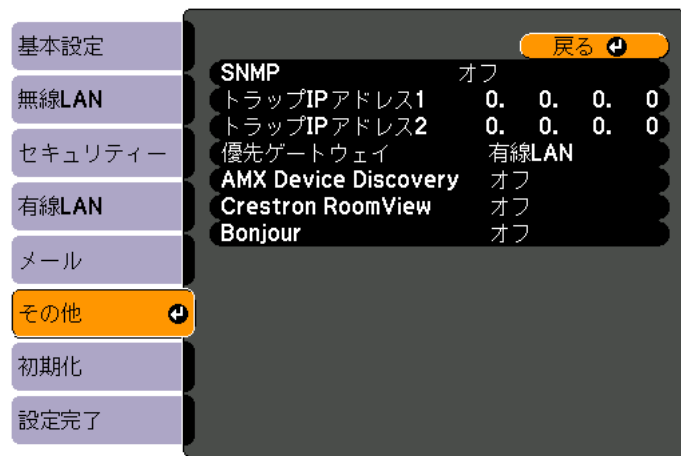 基本設定
無線LAN
セキュリティー
有線LAN
メール
その他
初期化
設定完了
戻る
SNMP オフ
トラップIPアドレス1 0. 0. 0. 0
トラップIPアドレス2 0. 0. 0. 0
優先ゲートウェイ 有線LAN
AMX Device Discovery オフ
Crestron RoomView オフ
Bonjour オフ